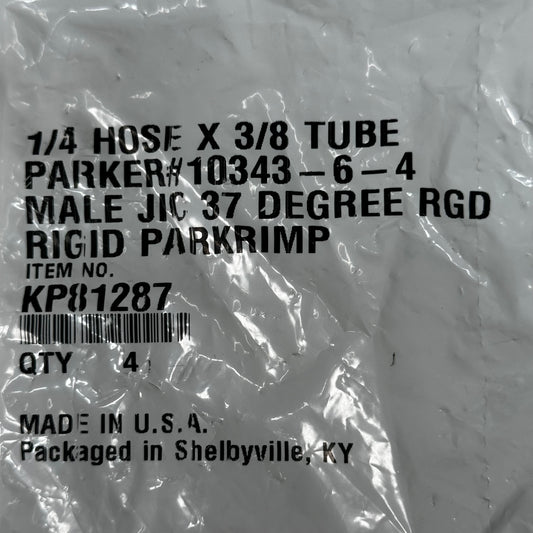 1/4 HOSE X 3/8 TUBE
PARKER#10343-6-4
MALE JIC 37 DEGREE RGD
RIGID PARKRIMP
ITEM NO.
KP81287
QTY 4
MADE IN U.S.A.
Packaged in Shelbyville, KY